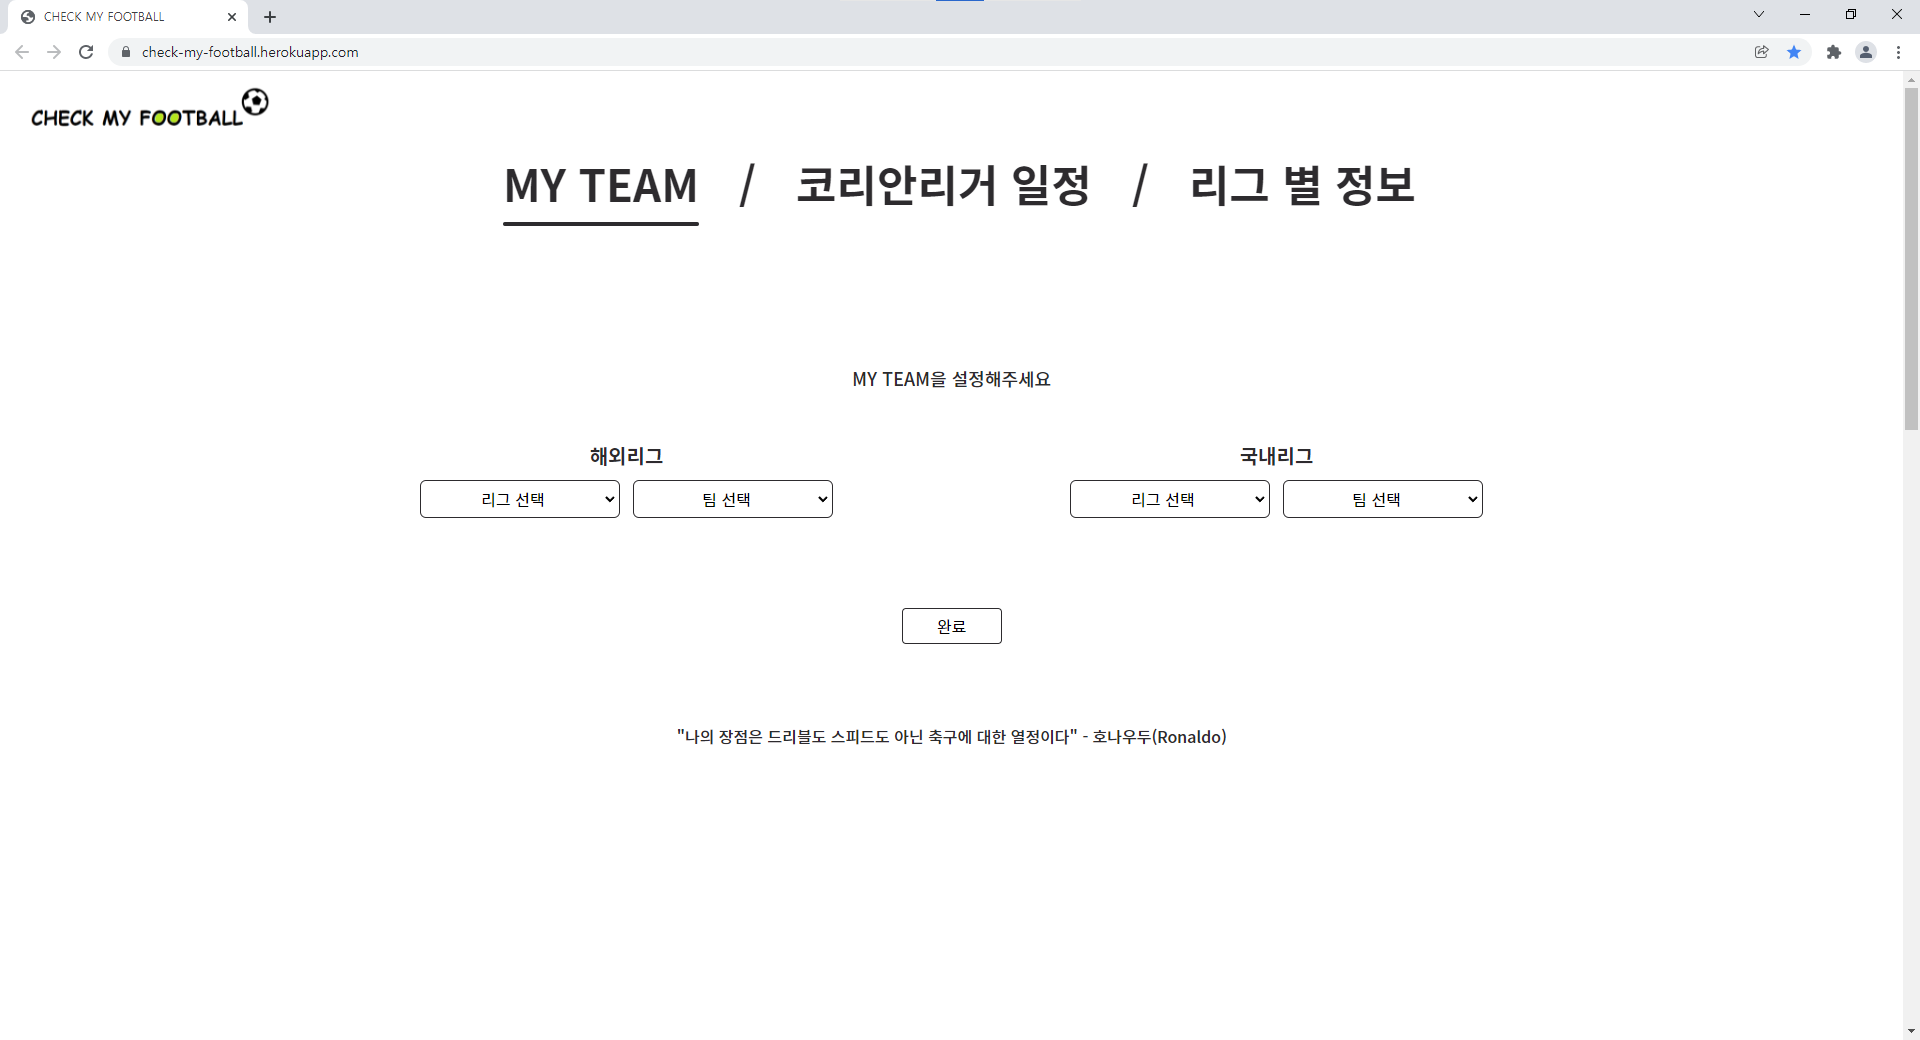 CHECK MY FOOTBALL
check-my-football.herokuapp.com
CHECK MY FOOTBALL
MY TEAM / 코리안리거 일정 / 리그 별 정보
MY TEAM을 설정해주세요
해외리그 국내리그
리그 선택 팀 선택 리그 선택 팀 선택
완료
"나의 장점은 드리블도 스피드도 아닌 축구에 대한 열정이다" - 호나우두(Ronaldo)